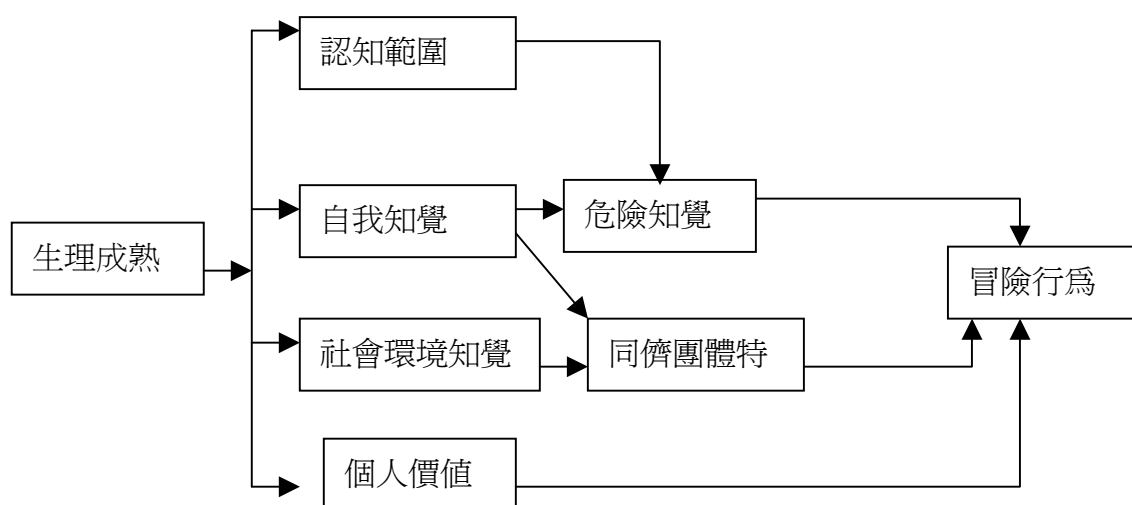 認知範圍
自我知覺
危險知覺
生理成熟
冒險行爲
社會環境知覺
同儕團體特
個人價值